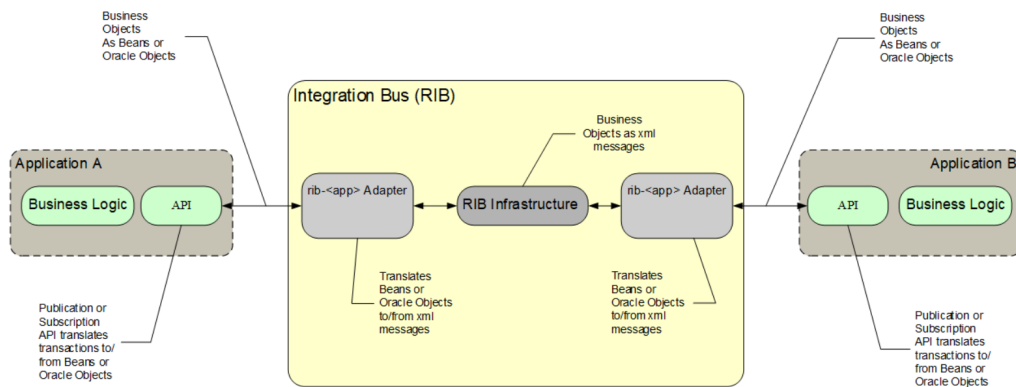 Business
Objects
As Beans or
Oracle Objects
Business
Objects
As Beans or
Oracle Objects
Integration Bus (RIB)
Business
Objects as xml
messages
Application A
Business Logic
API
rib-<app> Adapter
RIB Infrastructure
rib-<app> Adapter
Application B
API
Business Logic
Translates
Beans or
Oracle Objects
to/from xml
messages
Translates
Beans or
Oracle Objects
to/from xml
messages
Publication or
Subscription
API translates
transactions to/
from Beans or
Oracle Objects
Publication or
Subscription
API translates
transactions to/
from Beans or
Oracle Objects